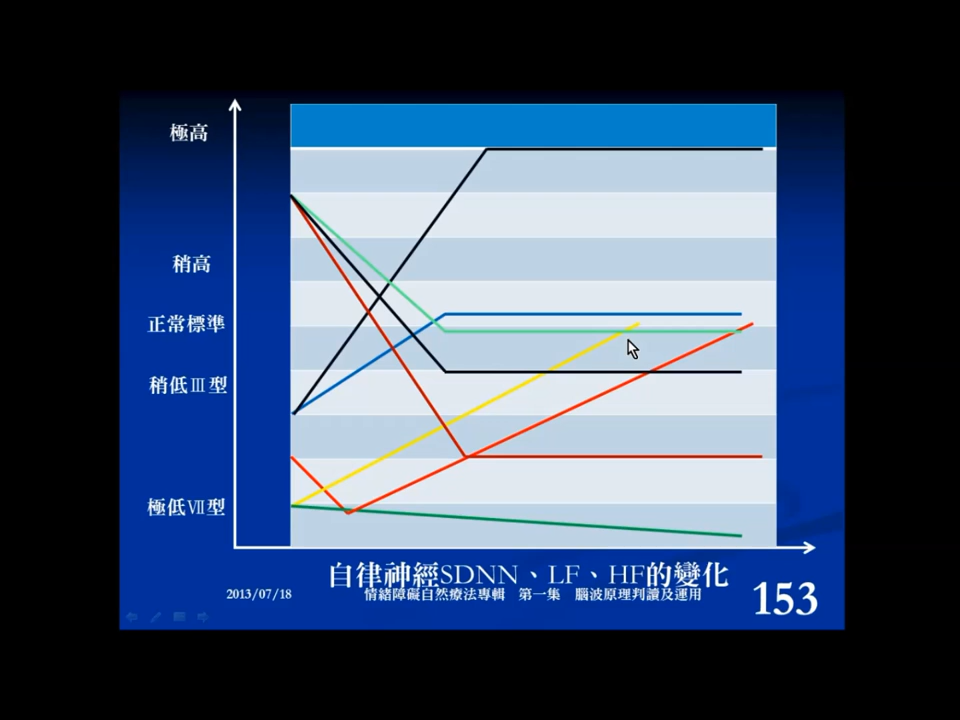 極高
稍高
正常標準
稍低Ⅲ型
極低Ⅶ型
自律神經SDNN、LF、HF的變化
2013/07/18
情緒障礙自然療法專輯 第一集 腦波原理判讀及運用
153